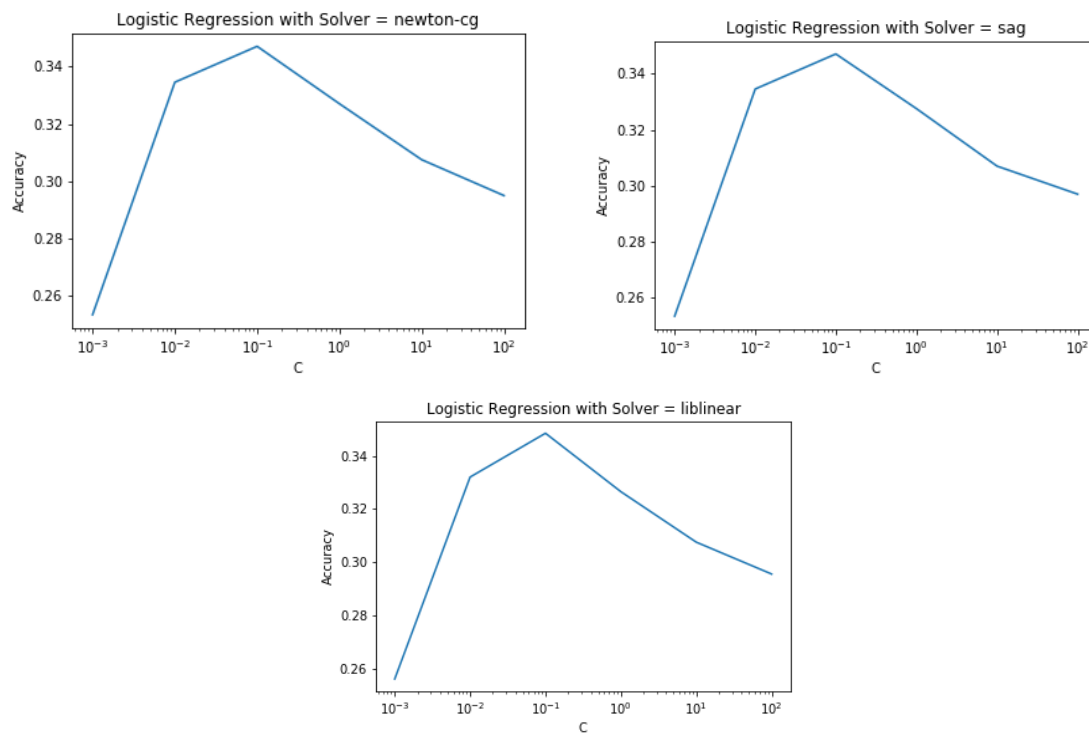 Logistic Regression with Solver = newton-cg
0.34
0.32
0.30
0.28
0.26
Accuracy
10⁻³ 10⁻² 10⁻¹ 10⁰ 10¹ 10²
C
Logistic Regression with Solver = sag
0.34
0.32
0.30
0.28
0.26
Accuracy
10⁻³ 10⁻² 10⁻¹ 10⁰ 10¹ 10²
C
Logistic Regression with Solver = liblinear
0.34
0.32
0.30
0.28
0.26
Accuracy
10⁻³ 10⁻² 10⁻¹ 10⁰ 10¹ 10²
C